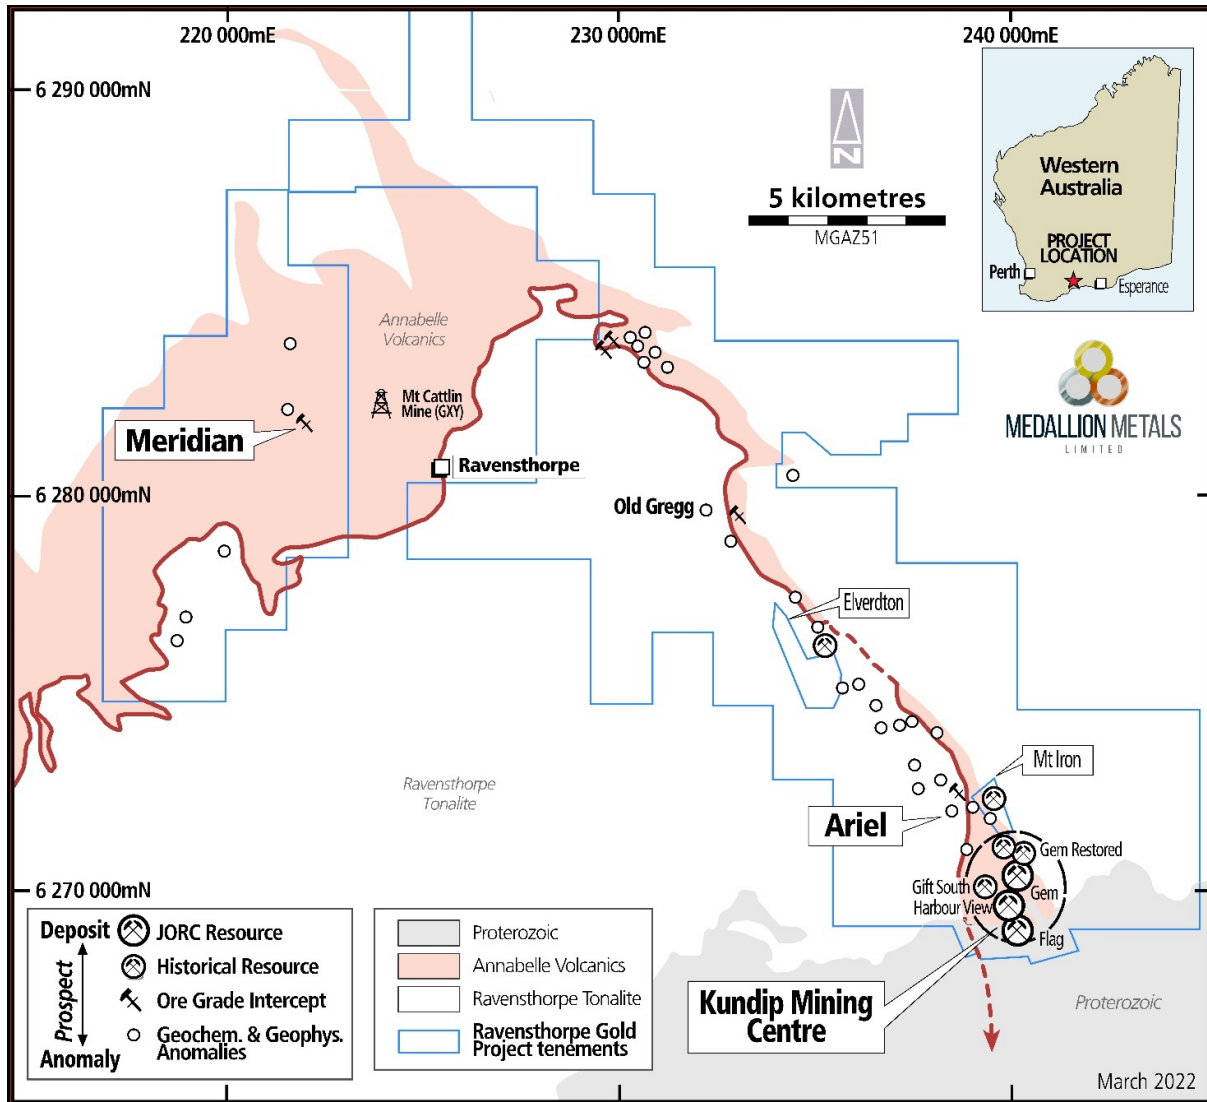 220 000mE
230 000mE
240 000mE
6 290 000mN
N
5 kilometres
MGAZ51
Western
Australia
PROJECT
LOCATION
Perth
Esperance
Annabelle
Volcanics
Mt Cattlin
Mine (GXY)
MEDALLION METALS
LIMITED
Meridian
Ravensthorpe
6 280 000mN
Old Gregg
Elverdton
Ravensthorpe
Tonalite
Mt Iron
Ariel
Gem Restored
6 270 000mN
Gift South
Gem
Harbour View
Flag
Deposit
Prospect
Anomaly
JORC Resource
Historical Resource
Ore Grade Intercept
Geochem. & Geophys.
Anomalies
Proterozoic
Annabelle Volcanics
Ravensthorpe Tonalite
Ravensthorpe Gold
Project tenements
Kundip Mining
Centre
Proterozoic
March 2022